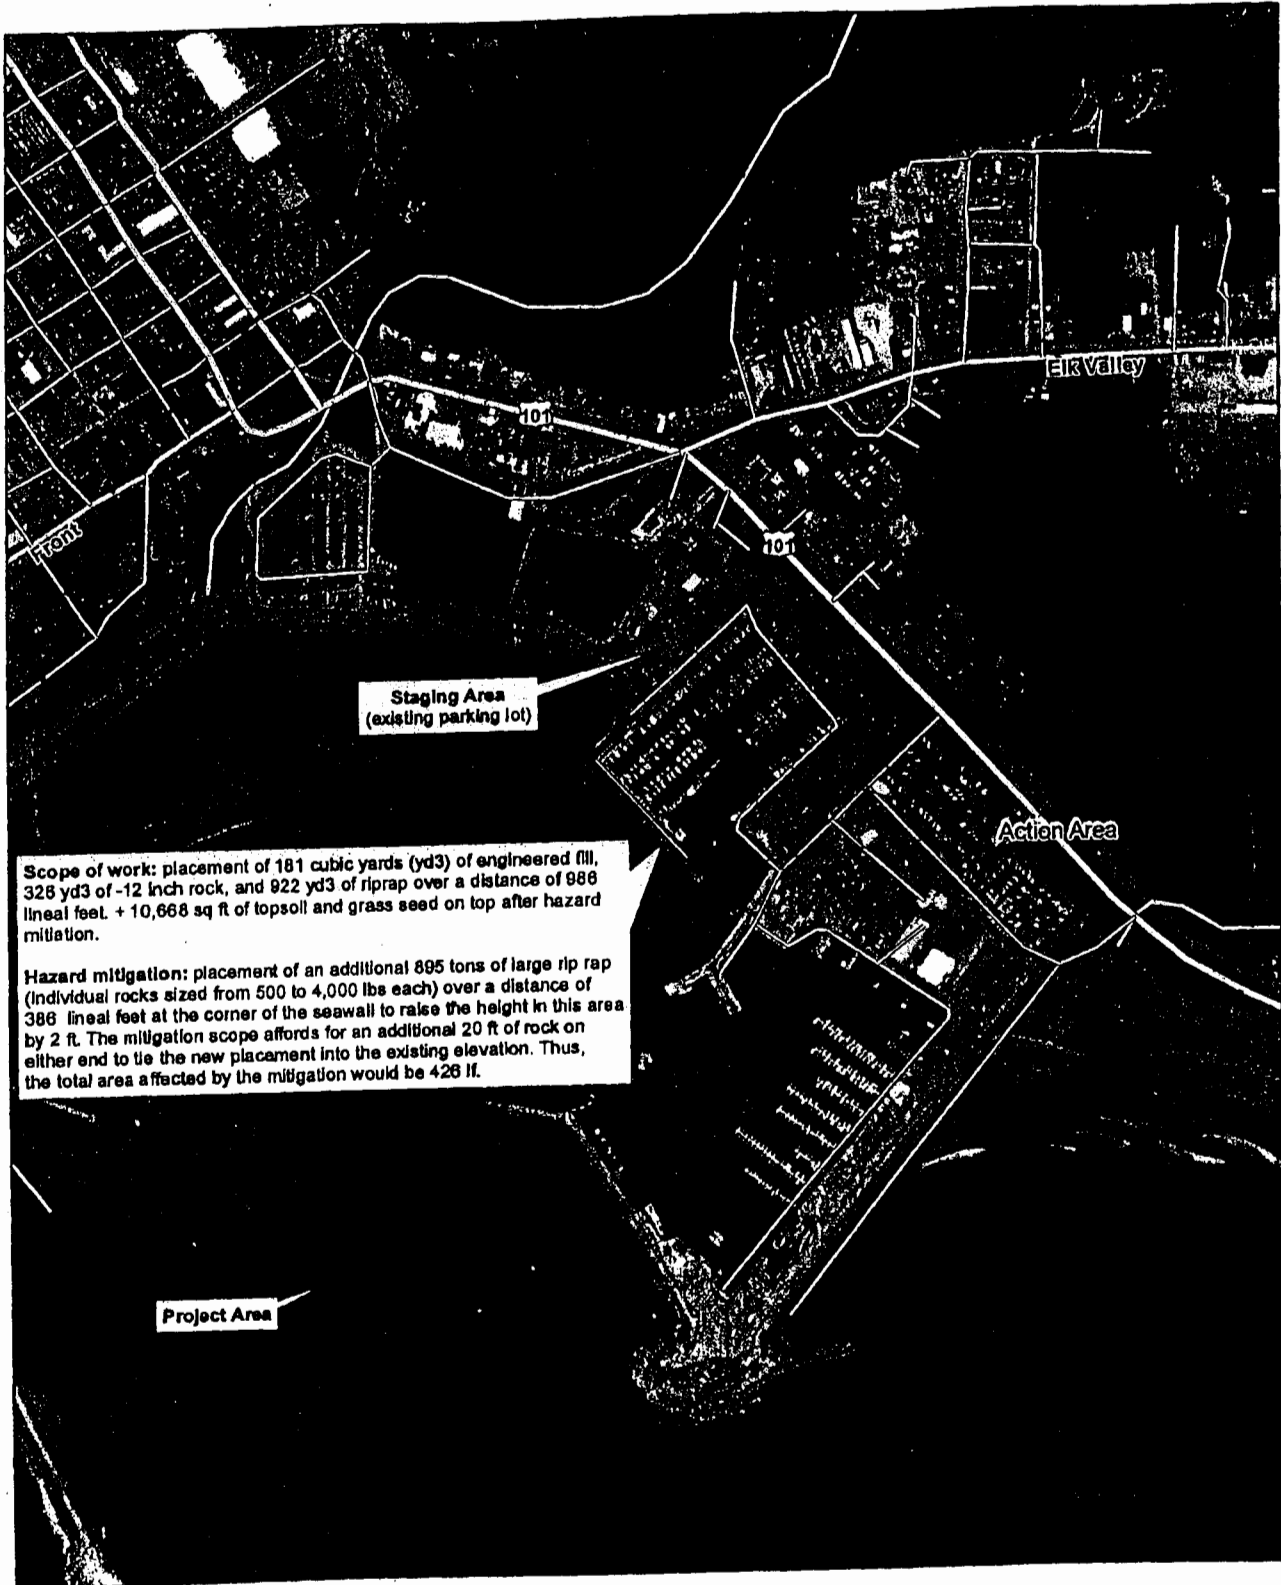 Elk Valley
101
Front
101
Staging Area
(existing parking lot)
Action Area
Scope of work: placement of 181 cubic yards (yd3) of engineered fill,
326 yd3 of -12 inch rock, and 922 yd3 of riprap over a distance of 986
lineal feet. + 10,668 sq ft of topsoil and grass seed on top after hazard
mitiation.
Hazard mitigation: placement of an additional 895 tons of large rip rap
(individual rocks sized from 500 to 4,000 lbs each) over a distance of
386 lineal feet at the corner of the seawall to raise the height in this area
by 2 ft. The mitigation scope affords for an additional 20 ft of rock on
either end to tie the new placement into the existing elevation. Thus,
the total area affected by the mitigation would be 426 lf.
Project Area